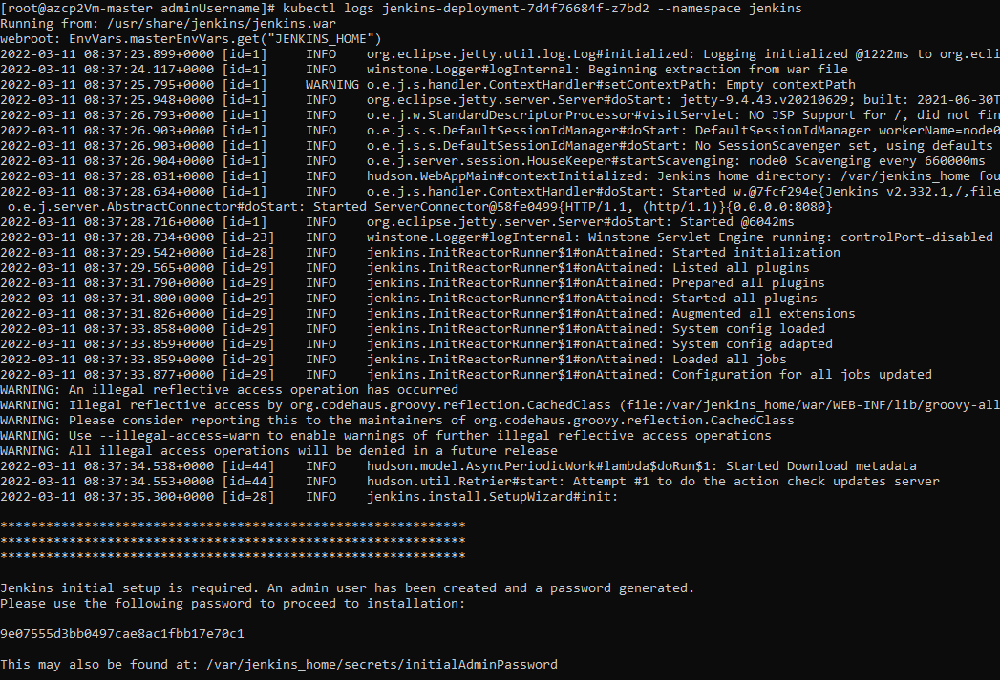 [root@azcp2Vm-master adminUsername]# kubectl logs jenkins-deployment-7d4f76684f-z7bd2 --namespace jenkins
Running from: /usr/share/jenkins/jenkins.war
webroot: EnvVars.masterEnvVars.get("JENKINS_HOME")
2022-03-11 08:37:23.899+0000 [id=1] INFO org.eclipse.jetty.util.log.Log#initialized: Logging initialized @1222ms to org.ecli
2022-03-11 08:37:24.117+0000 [id=1] INFO winstone.Logger#logInternal: Beginning extraction from war file
2022-03-11 08:37:25.795+0000 [id=1] WARNING o.e.j.s.handler.ContextHandler#setContextPath: Empty contextPath
2022-03-11 08:37:25.948+0000 [id=1] INFO org.eclipse.jetty.server.Server#doStart: jetty-9.4.43.v20210629; built: 2021-06-30T
2022-03-11 08:37:26.793+0000 [id=1] INFO o.e.j.w.StandardDescriptorProcessor#visitServlet: NO JSP Support for /, did not fin
2022-03-11 08:37:26.903+0000 [id=1] INFO o.e.j.s.s.DefaultSessionIdManager#doStart: DefaultSessionIdManager workerName=node0
2022-03-11 08:37:26.903+0000 [id=1] INFO o.e.j.s.s.DefaultSessionIdManager#doStart: No SessionScavenger set, using defaults
2022-03-11 08:37:26.904+0000 [id=1] INFO o.e.j.server.session.HouseKeeper#startScavenging: node0 Scavenging every 660000ms
2022-03-11 08:37:28.031+0000 [id=1] INFO hudson.WebAppMain#contextInitialized: Jenkins home directory: /var/jenkins_home fou
2022-03-11 08:37:28.634+0000 [id=1] INFO o.e.j.s.handler.ContextHandler#doStart: Started w.@7fcf294e{Jenkins v2.332.1,/,file
o.e.j.server.AbstractConnector#doStart: Started ServerConnector@58fe0499{HTTP/1.1, (http/1.1)}{0.0.0.0:8080}
2022-03-11 08:37:28.716+0000 [id=1] INFO org.eclipse.jetty.server.Server#doStart: Started @6042ms
2022-03-11 08:37:28.734+0000 [id=23] INFO winstone.Logger#logInternal: Winstone Servlet Engine running: controlPort=disabled
2022-03-11 08:37:29.542+0000 [id=28] INFO jenkins.InitReactorRunner$1#onAttained: Started initialization
2022-03-11 08:37:29.565+0000 [id=29] INFO jenkins.InitReactorRunner$1#onAttained: Listed all plugins
2022-03-11 08:37:31.790+0000 [id=29] INFO jenkins.InitReactorRunner$1#onAttained: Prepared all plugins
2022-03-11 08:37:31.800+0000 [id=29] INFO jenkins.InitReactorRunner$1#onAttained: Started all plugins
2022-03-11 08:37:31.826+0000 [id=29] INFO jenkins.InitReactorRunner$1#onAttained: Augmented all extensions
2022-03-11 08:37:33.858+0000 [id=29] INFO jenkins.InitReactorRunner$1#onAttained: System config loaded
2022-03-11 08:37:33.859+0000 [id=29] INFO jenkins.InitReactorRunner$1#onAttained: System config adapted
2022-03-11 08:37:33.859+0000 [id=29] INFO jenkins.InitReactorRunner$1#onAttained: Loaded all jobs
2022-03-11 08:37:33.877+0000 [id=29] INFO jenkins.InitReactorRunner$1#onAttained: Configuration for all jobs updated
WARNING: An illegal reflective access operation has occurred
WARNING: Illegal reflective access by org.codehaus.groovy.reflection.CachedClass (file:/var/jenkins_home/war/WEB-INF/lib/groovy-all
WARNING: Please consider reporting this to the maintainers of org.codehaus.groovy.reflection.CachedClass
WARNING: Use --illegal-access=warn to enable warnings of further illegal reflective access operations
WARNING: All illegal access operations will be denied in a future release
2022-03-11 08:37:34.538+0000 [id=44] INFO hudson.model.AsyncPeriodicWork#lambda$doRun$1: Started Download metadata
2022-03-11 08:37:34.553+0000 [id=44] INFO hudson.util.Retrier#start: Attempt #1 to do the action check updates server
2022-03-11 08:37:35.300+0000 [id=28] INFO jenkins.install.SetupWizard#init:
*************************************************************
*************************************************************
*************************************************************
Jenkins initial setup is required. An admin user has been created and a password generated.
Please use the following password to proceed to installation:
9e07555d3bb0497cae8ac1fbb17e70c1
This may also be found at: /var/jenkins_home/secrets/initialAdminPassword